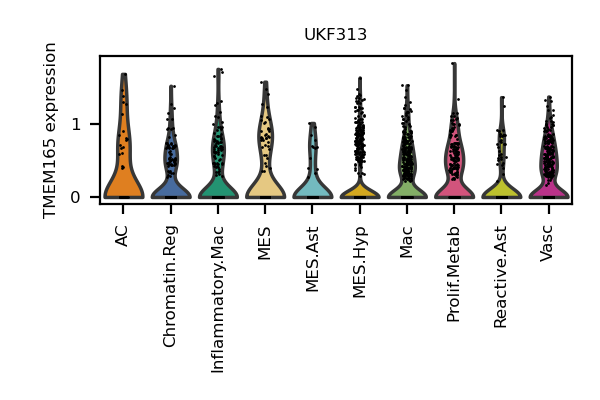 UKF313
TMEM165 expression
1
0
AC
Chromatin.Reg
Inflammatory.Mac
MES
MES.Ast
MES.Hyp
Mac
Prolif.Metab
Reactive.Ast
Vasc